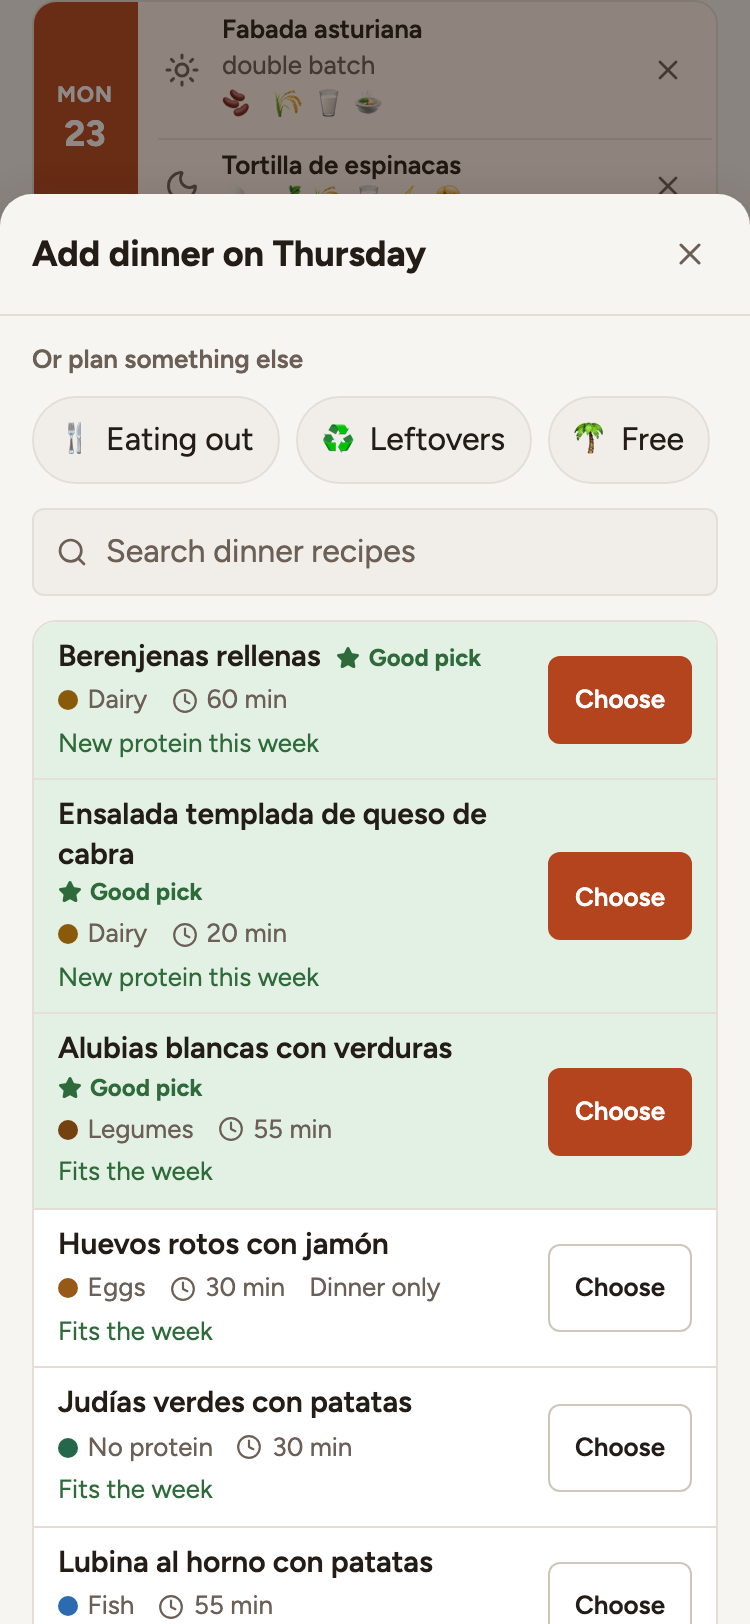 MON
23
Fabada asturiana
double batch
Tortilla de espinacas
Add dinner on Thursday
Or plan something else
Eating out
Leftovers
Free
Search dinner recipes
Berenjenas rellenas Good pick
Dairy 60 min
New protein this week
Choose
Ensalada templada de queso de
cabra
Good pick
Dairy 20 min
New protein this week
Choose
Alubias blancas con verduras
Good pick
Legumes 55 min
Fits the week
Choose
Huevos rotos con jamón
Eggs 30 min Dinner only
Fits the week
Choose
Judías verdes con patatas
No protein 30 min
Fits the week
Choose
Lubina al horno con patatas
Fish 55 min
Choose